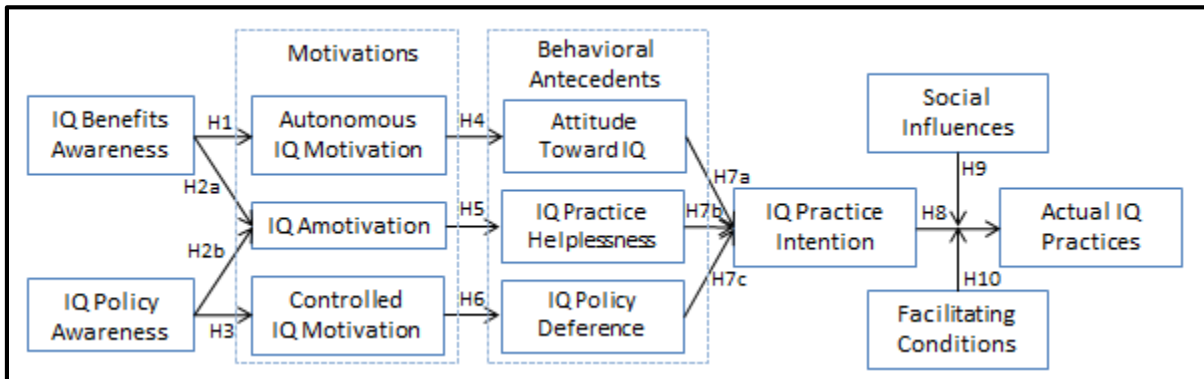 Motivations
Behavioral
Antecedents
IQ Benefits
Awareness
H1
Autonomous
IQ Motivation
H4
Attitude
Toward IQ
Social
Influences
H2a
H7a
H9
IQ Amotivation
H5
IQ Practice
Helplessness
H7b
IQ Practice
Intention
H8
Actual IQ
Practices
H2b
H7c
H10
IQ Policy
Awareness
H3
Controlled
IQ Motivation
H6
IQ Policy
Deference
Facilitating
Conditions